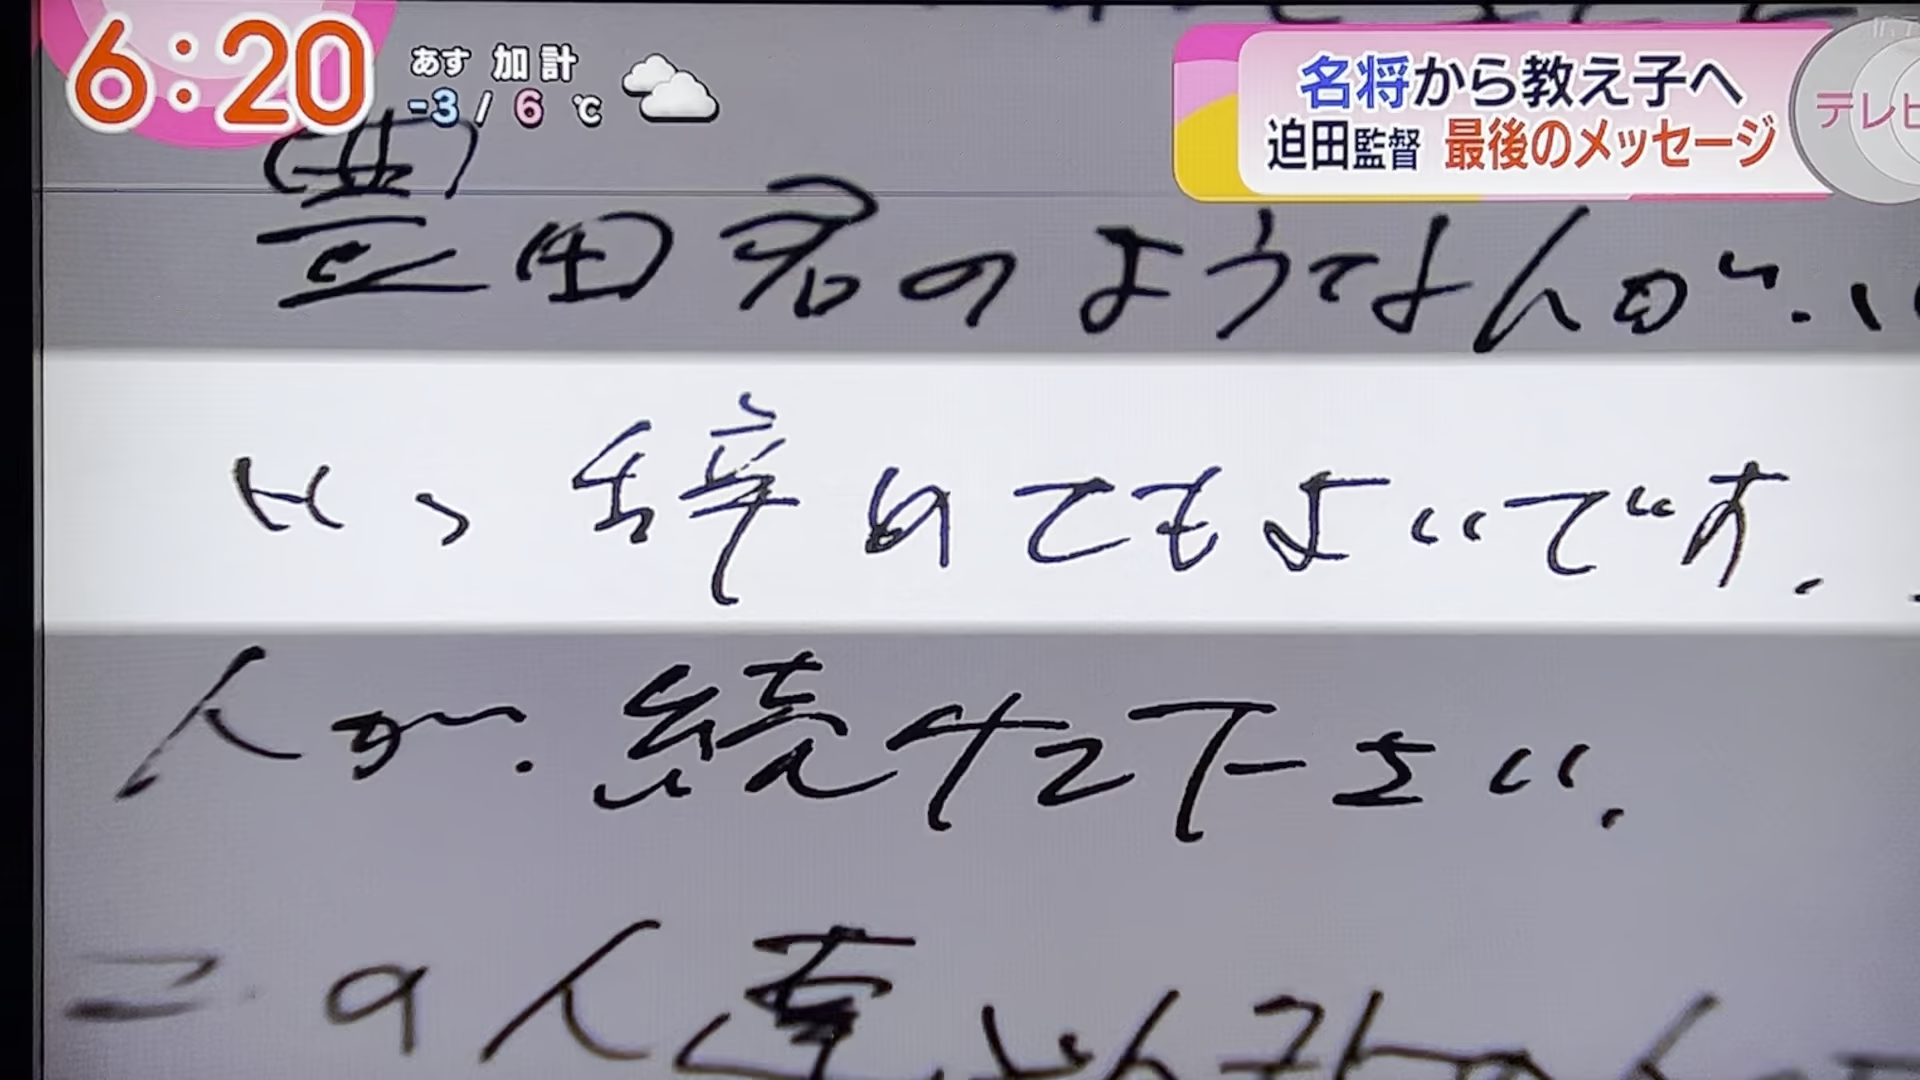 6:20
あす 加計
-3 / 6 ℃
名将から教え子へ
迫田監督 最後のメッセージ
テレビ
豊田君のような人が、い
い、辞めてもよいです。
人が、続けて下さい。
この人達